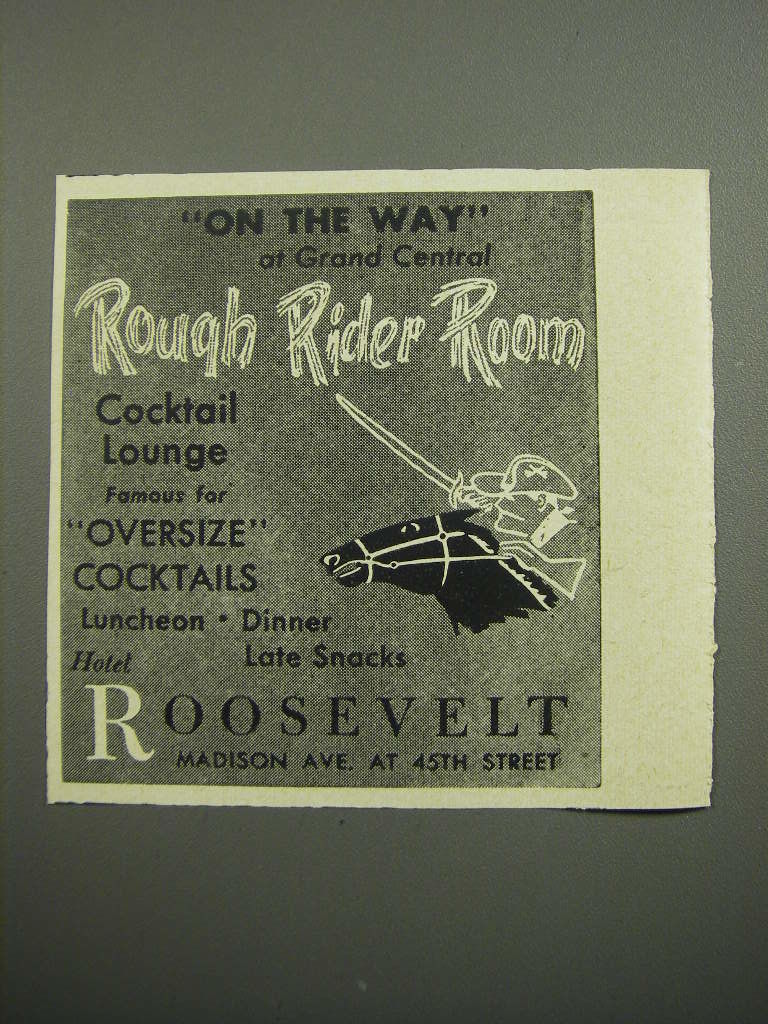 "ON THE WAY"
at Grand Central
Rough Rider Room
Cocktail
Lounge
Famous for
"OVERSIZE"
COCKTAILS
Luncheon • Dinner
Late Snacks
Hotel
ROOSEVELT
MADISON AVE. AT 45TH STREET